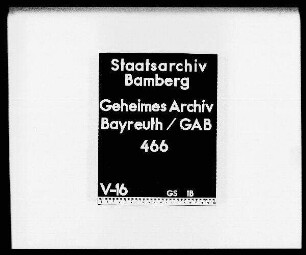 Staatsarchiv
Bamberg
Geheimes Archiv
Bayreuth / GAB
466
V-16 GS 18